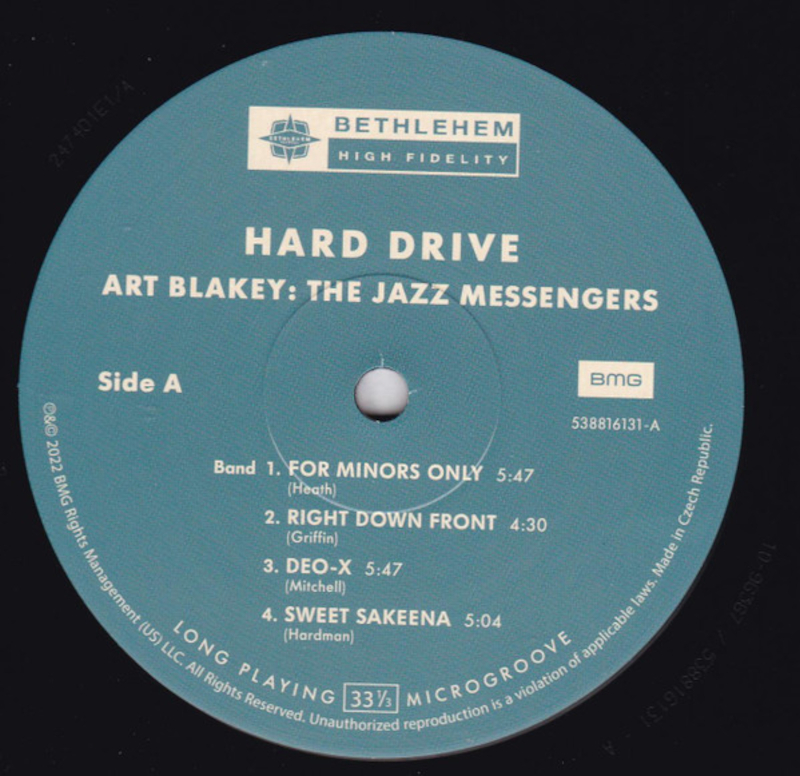 BETHLEHEM
BETHLEHEM
HIGH FIDELITY
HARD DRIVE
ART BLAKEY: THE JAZZ MESSENGERS
Side A
BMG
538816131-A
Band 1. FOR MINORS ONLY 5:47
(Heath)
2. RIGHT DOWN FRONT 4:30
(Griffin)
3. DEO-X 5:47
(Mitchell)
4. SWEET SAKEENA 5:04
(Hardman)
LONG PLAYING 33⅓ MICROGROOVE
℗&© 2022 BMG Rights Management (US) LLC. All Rights Reserved. Unauthorized reproduction is a violation of applicable laws. Made in Czech Republic.
247401E1/A
538816131 - A